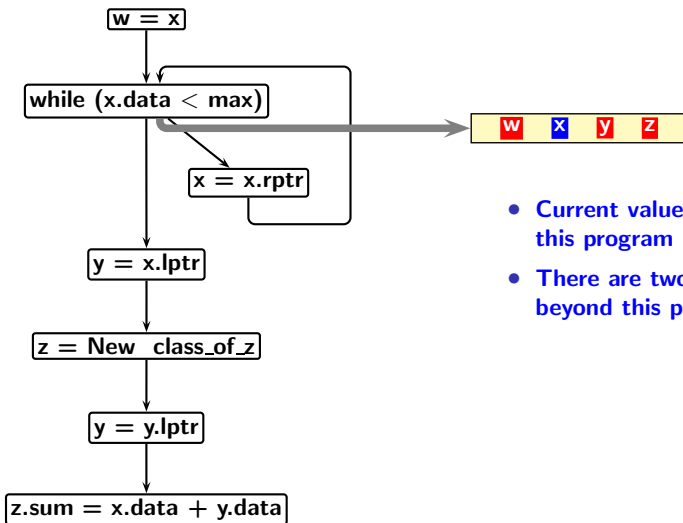 w = x
while (x.data < max)
w x y z
x = x.rptr
• Current value
this program
y = x.lptr
• There are two
beyond this p
z = New class_of_z
y = y.lptr
z.sum = x.data + y.data